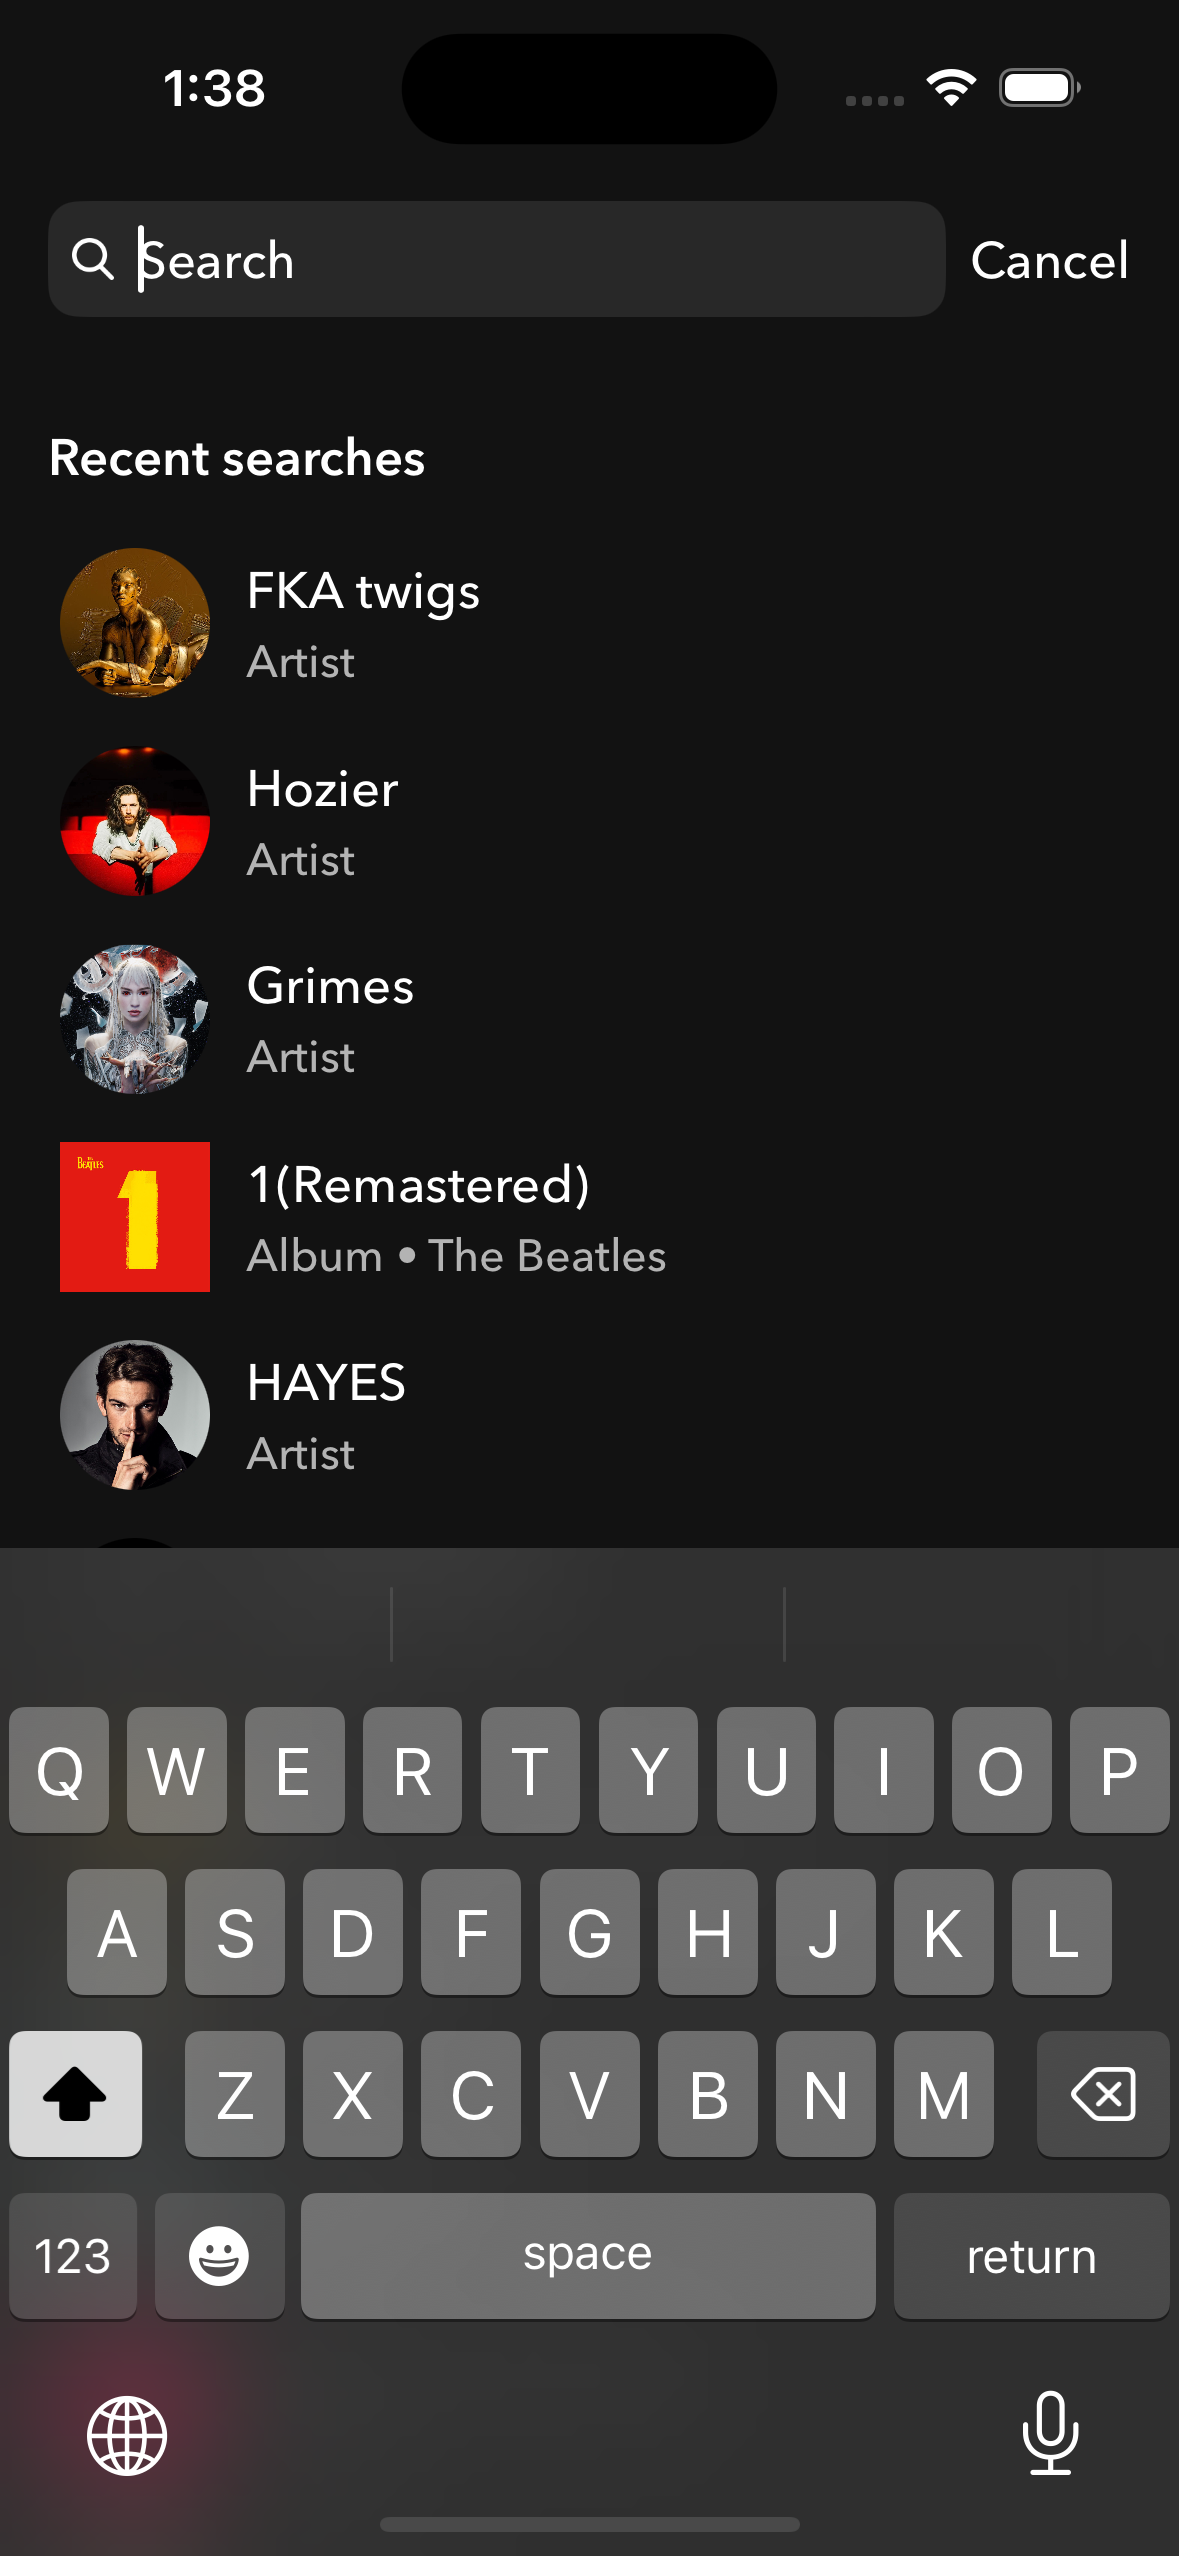 1:38
Search
Cancel
Recent searches
FKA twigs
Artist
Hozier
Artist
Grimes
Artist
The BEATLES
1
1(Remastered)
Album • The Beatles
HAYES
Artist
Q W E R T Y U I O P
A S D F G H J K L
Z X C V B N M
123
space
return